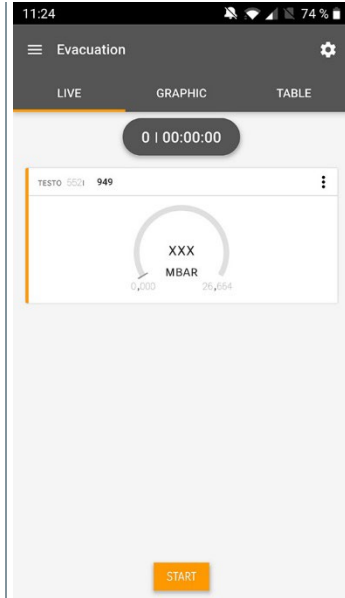 11:24
74 %
Evacuation
LIVE GRAPHIC TABLE
0 | 00:00:00
TESTO 552i 949
XXX
MBAR
0,000 26,664
START